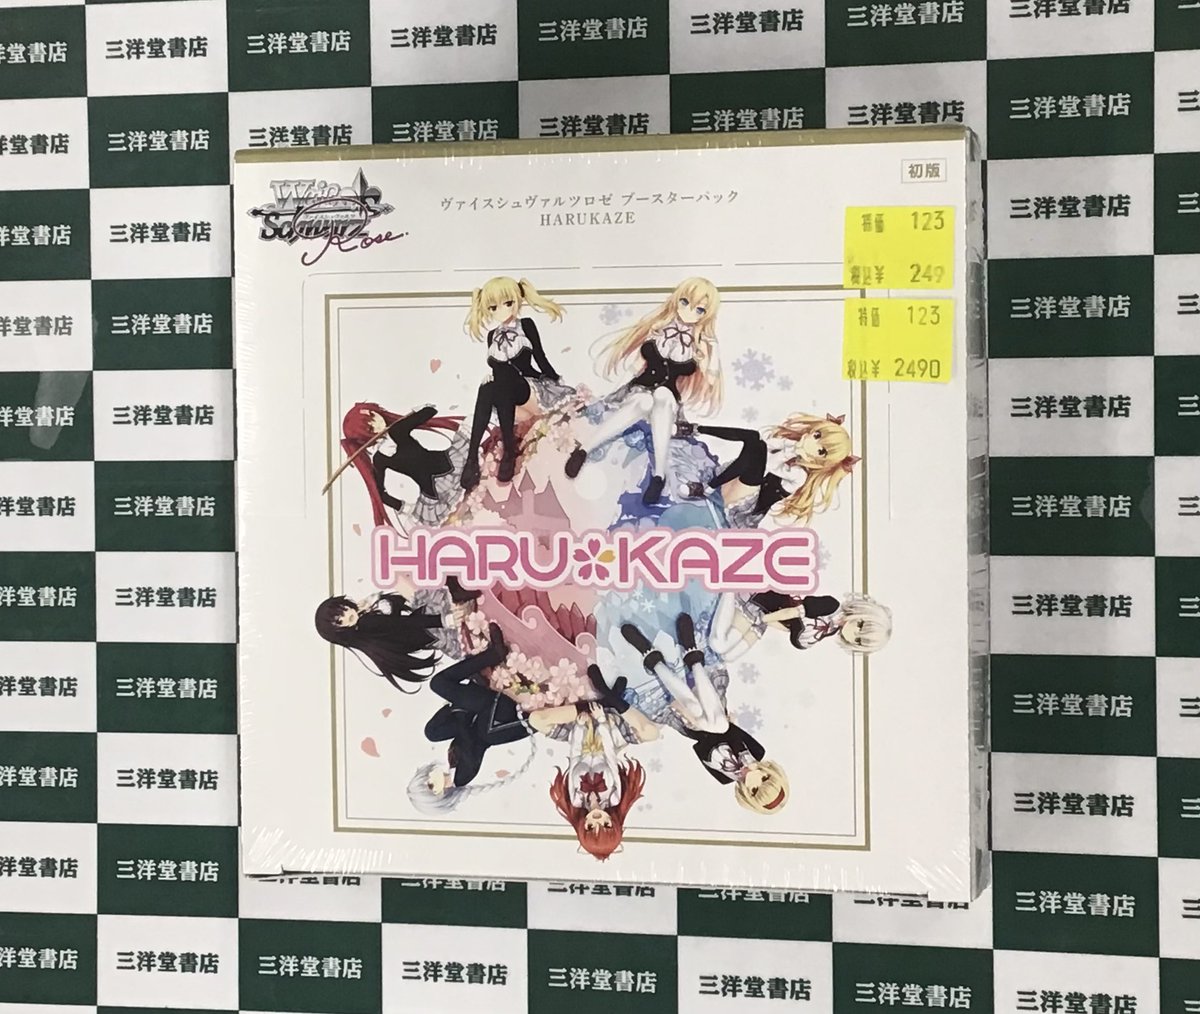 三洋堂書店
Weiß
Schwarz
Rose
ヴァイスシュヴァルツロゼ ブースターパック
HARUKAZE
初版
特価 123
税込¥ 249
特価 123
税込¥ 2490
HARUKAZE